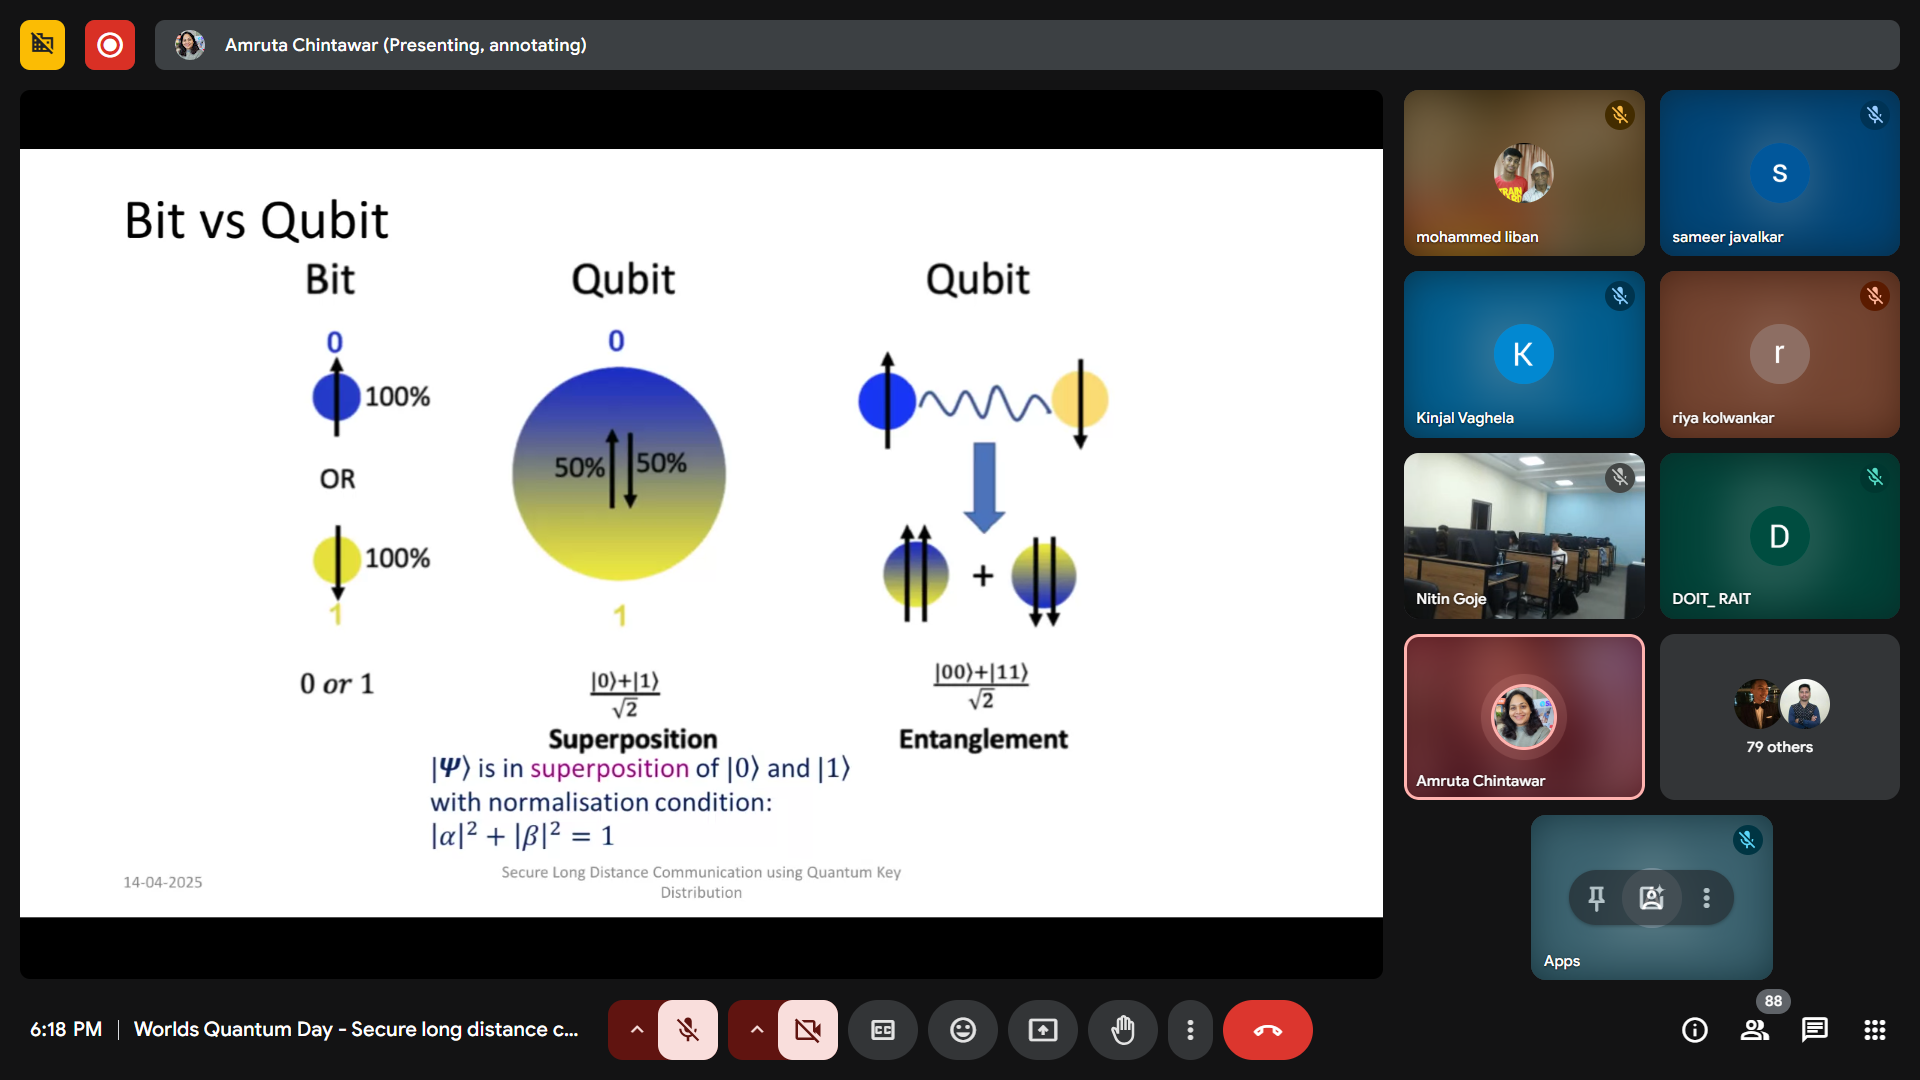 Amruta Chintawar (Presenting, annotating)
Bit vs Qubit
Bit
Qubit
Qubit
0
100%
OR
100%
1
0 or 1
0
50%
50%
1
|0⟩+|1⟩
√2
Superposition
+
|00⟩+|11⟩
√2
Entanglement
|Ψ⟩ is in superposition of |0⟩ and |1⟩
with normalisation condition:
|α|² + |β|² = 1
14-04-2025
Secure Long Distance Communication using Quantum Key
Distribution
mohammed liban
s
sameer javalkar
K
Kinjal Vaghela
r
riya kolwankar
Nitin Goje
D
DOIT_ RAIT
Amruta Chintawar
79 others
Apps
6:18 PM
Worlds Quantum Day - Secure long distance c...
CC
88